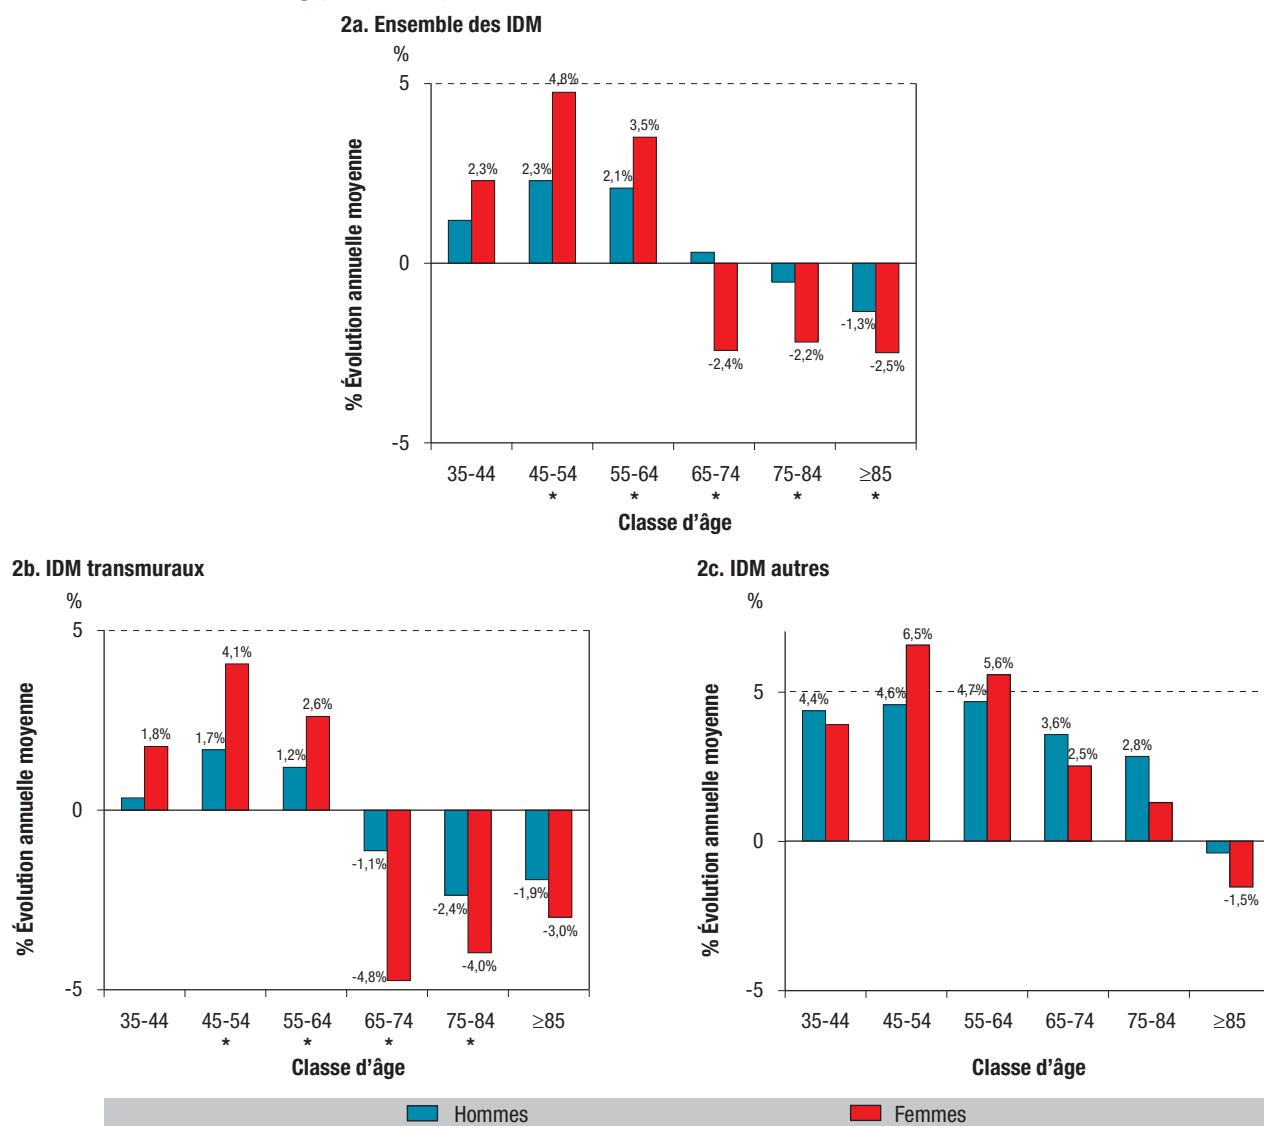 2a. Ensemble des IDM
%
% Évolution annuelle moyenne
5
0
-5
2,3%
2,3%
4,8%
2,1%
3,5%
-2,4%
-2,2%
-1,3%
-2,5%
35-44 45-54 55-64 65-74 75-84 ≥85
* * * * *
Classe d'âge
2b. IDM transmuraux
%
% Évolution annuelle moyenne
5
0
-5
1,8%
1,7%
4,1%
1,2%
2,6%
-1,1%
-4,8%
-2,4%
-4,0%
-1,9%
-3,0%
35-44 45-54 55-64 65-74 75-84 ≥85
* * * *
Classe d'âge
2c. IDM autres
%
% Évolution annuelle moyenne
5
0
-5
4,4%
4,6%
6,5%
4,7%
5,6%
3,6%
2,5%
2,8%
-1,5%
35-44 45-54 55-64 65-74 75-84 ≥85
Classe d'âge
Hommes Femmes